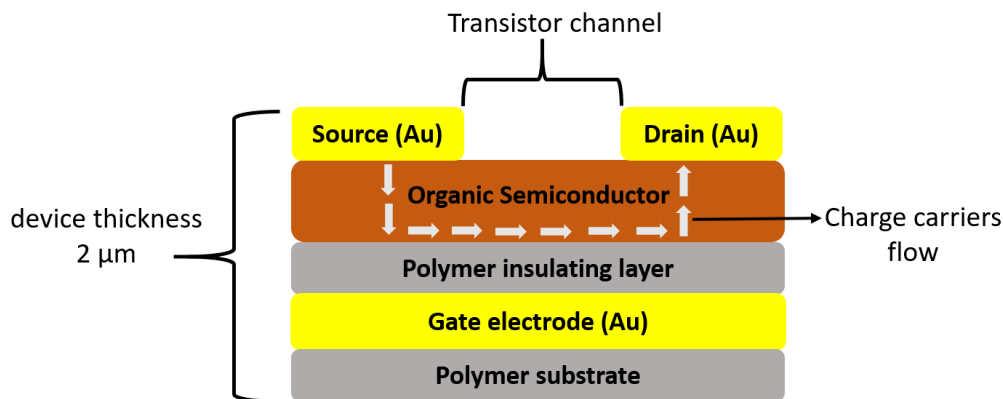 Transistor channel
Source (Au)
Drain (Au)
Organic Semiconductor
device thickness
2 μm
Charge carriers
flow
Polymer insulating layer
Gate electrode (Au)
Polymer substrate